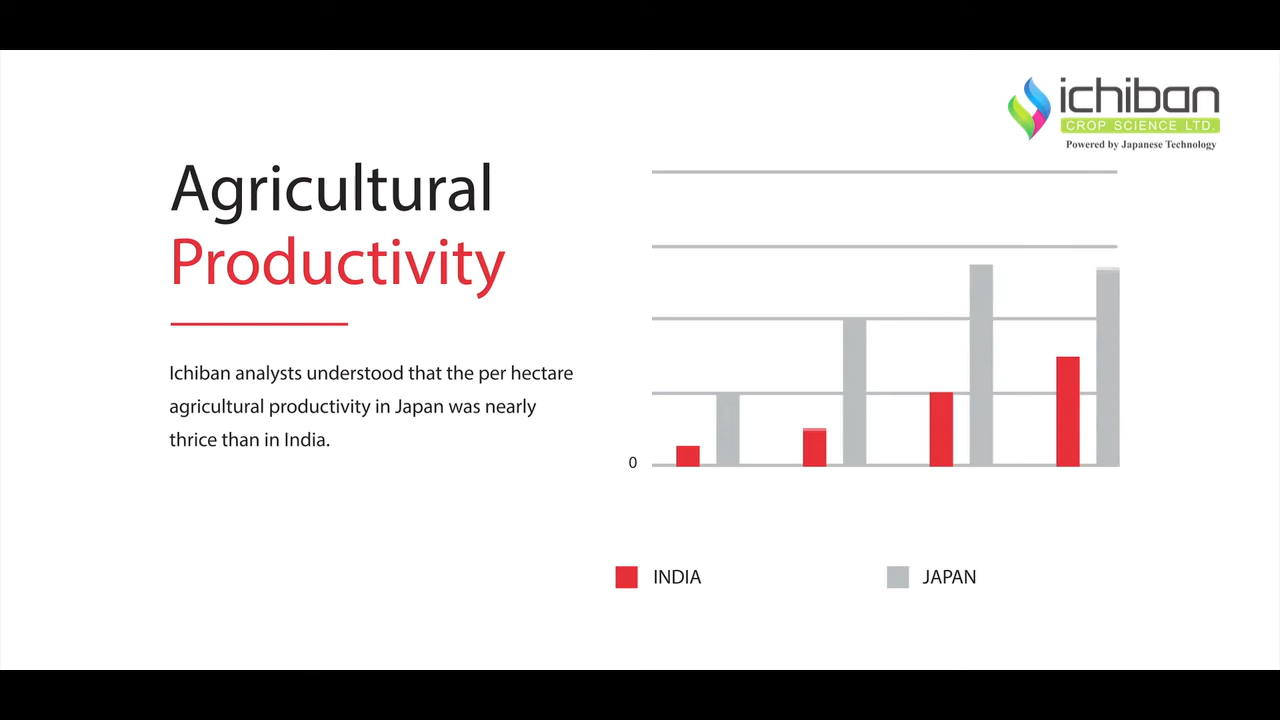 ichiban
CROP SCIENCE LTD.
Powered by Japanese Technology
Agricultural
Productivity
Ichiban analysts understood that the per hectare
agricultural productivity in Japan was nearly
thrice than in India.
0
INDIA
JAPAN